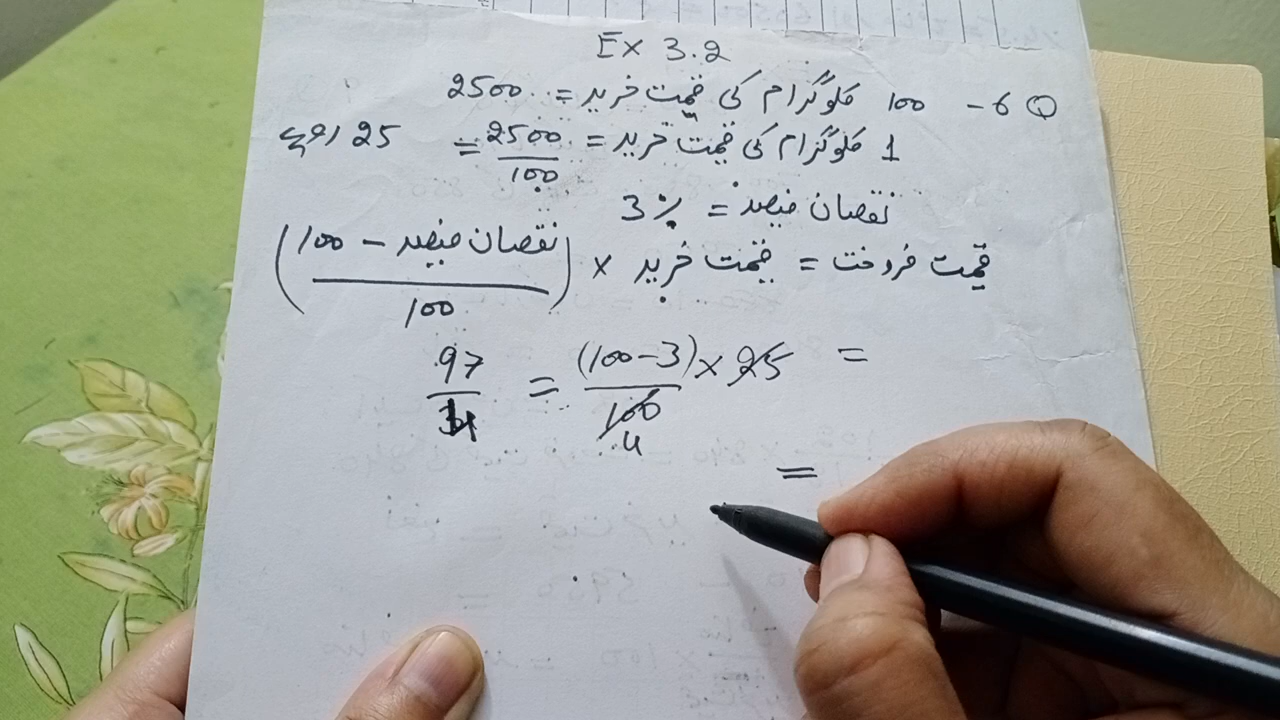 Ex 3.2
Q 6 - 100 کلوگرام کی قیمت خرید = 2500
1 کلوگرام کی قیمت خرید = 2500/100 = 25 روپے
نقصان فیصد = 3%
قیمت فروخت = قیمت خرید × (100 - نقصان فیصد / 100)
= 25 × (100-3)/100 4 = 97/4
=